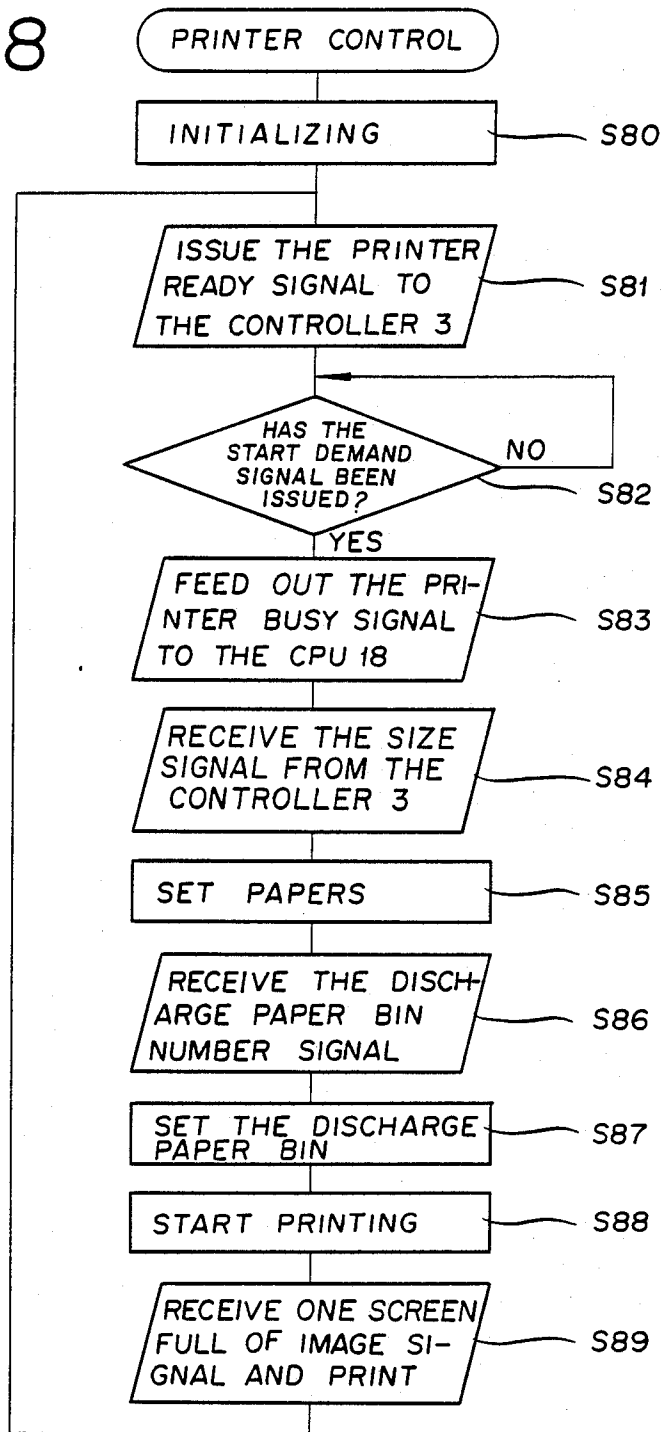 8
PRINTER CONTROL
INITIALIZING
S80
ISSUE THE PRINTER
READY SIGNAL TO
THE CONTROLLER 3
S81
HAS THE
START DEMAND
SIGNAL BEEN
ISSUED?
NO
S82
YES
FEED OUT THE PRI-
NTER BUSY SIGNAL
TO THE CPU 18
S83
RECEIVE THE SIZE
SIGNAL FROM THE
CONTROLLER 3
S84
SET PAPERS
S85
RECEIVE THE DISCH-
ARGE PAPER BIN
NUMBER SIGNAL
S86
SET THE DISCHARGE
PAPER BIN
S87
START PRINTING
S88
RECEIVE ONE SCREEN
FULL OF IMAGE SI-
GNAL AND PRINT
S89